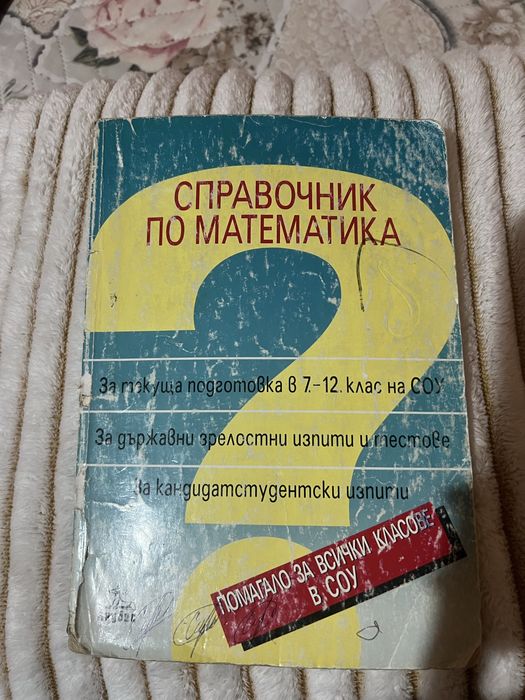 СПРАВОЧНИК
ПО МАТЕМАТИКА
За текуща подготовка в 7.–12. клас на СОУ
За държавни зрелостни изпити и тестове
За кандидатстудентски изпити
ПОМАГАЛО ЗА ВСИЧКИ КЛАСОВЕ
В СОУ